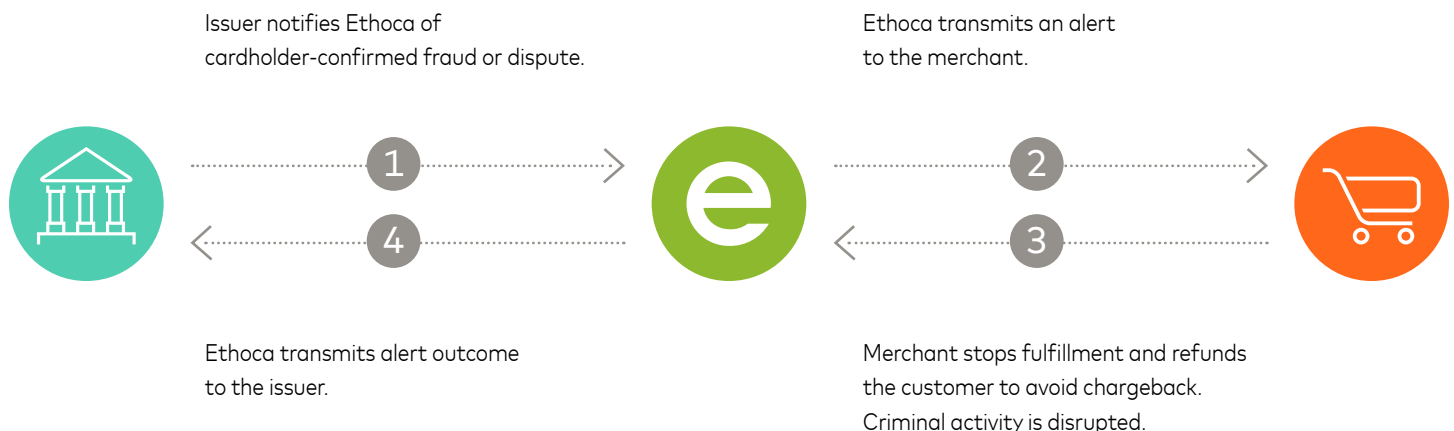 Issuer notifies Ethoca of
cardholder-confirmed fraud or dispute.
Ethoca transmits an alert
to the merchant.
1
2
e
4
3
Ethoca transmits alert outcome
to the issuer.
Merchant stops fulfillment and refunds
the customer to avoid chargeback.
Criminal activity is disrupted.